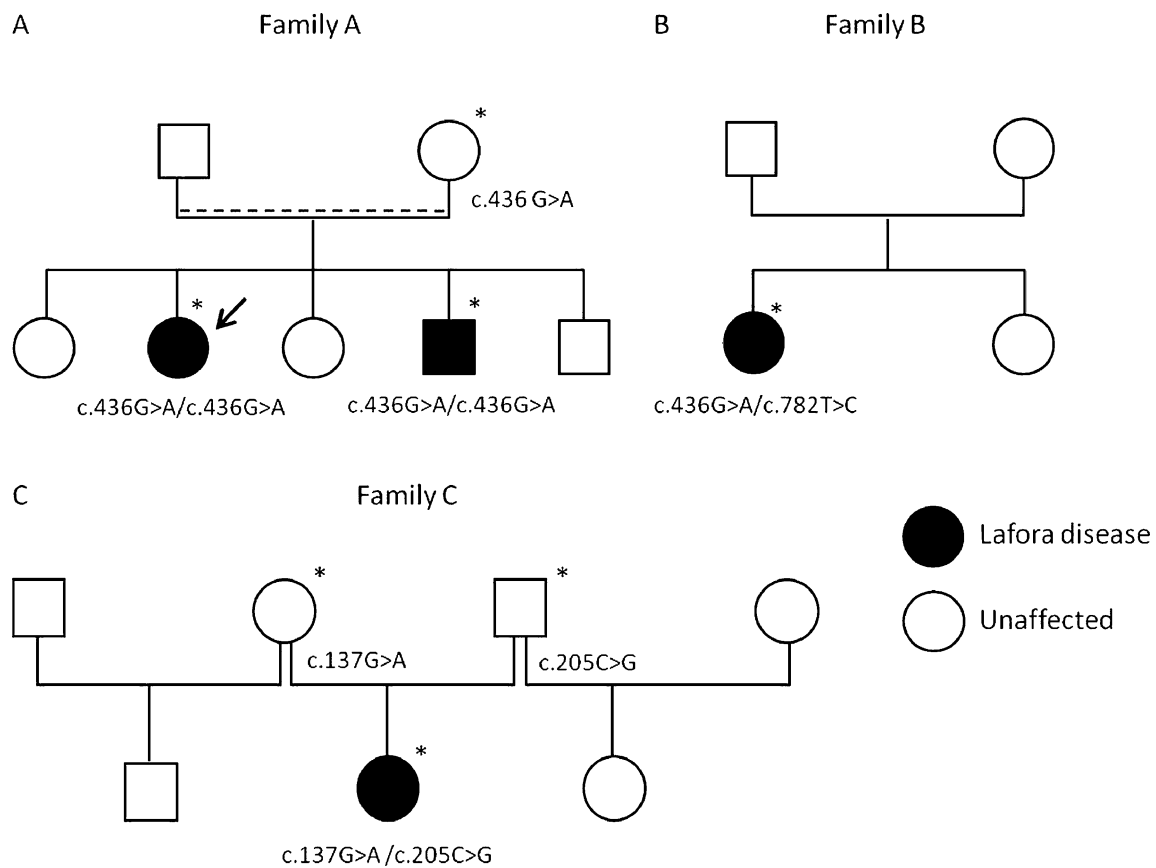 A Family A
B Family B
*
c.436 G>A
* *
*
c.436G>A/c.436G>A
c.436G>A/c.436G>A
c.436G>A/c.782T>C
C Family C
Lafora disease
Unaffected
* *
c.137G>A
c.205C>G
*
c.137G>A /c.205C>G